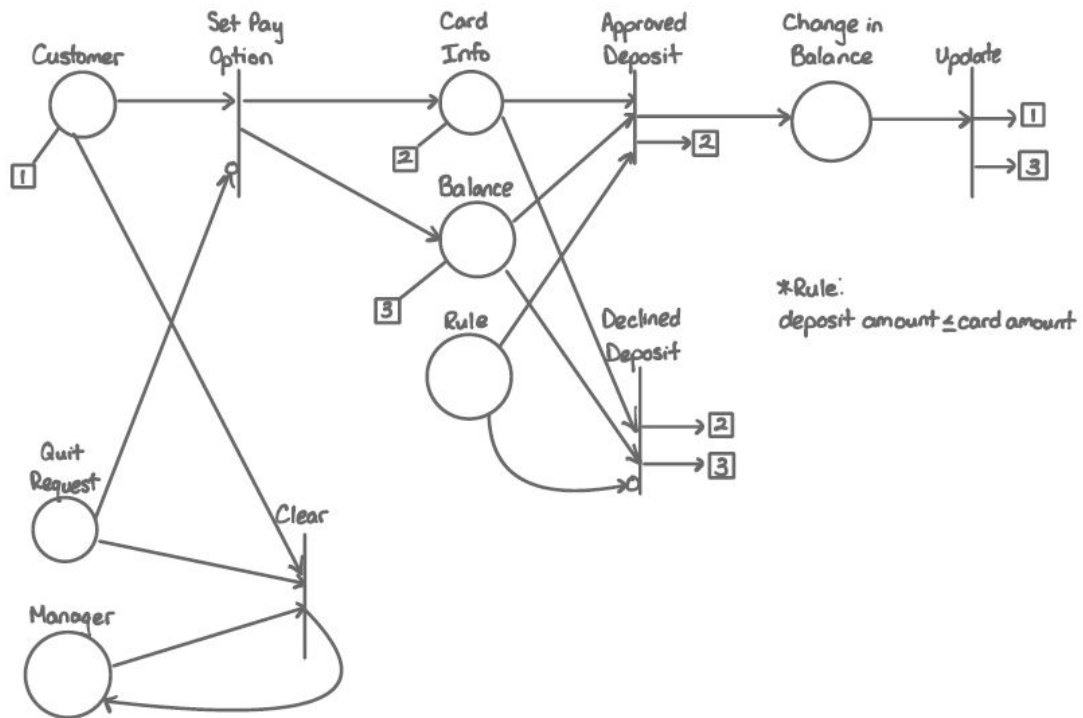 Customer
Set Pay
Option
Card
Info
Approved
Deposit
Change in
Balance
Update
1
2
2
1
3
Balance
3
Rule
Declined
Deposit
*Rule:
deposit amount ≤ card amount
2
3
Quit
Request
Clear
Manager